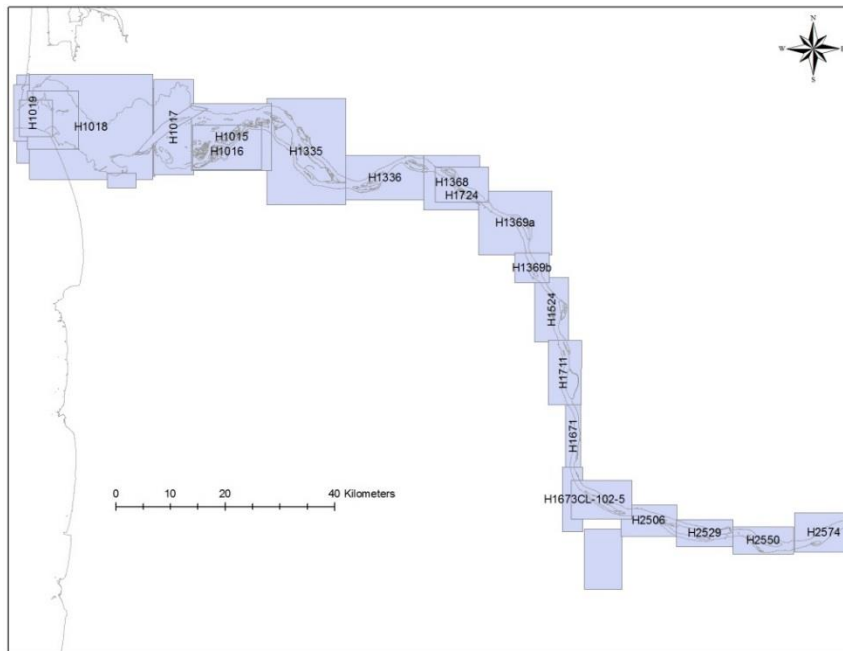 N
W
E
S
H1019
H1018
H1017
H1015
H1016
H1335
H1336
H1368
H1724
H1369a
H1369b
H1524
H1711
H1671
H1673CL-102-5
H2506
H2529
H2550
H2574
0 10 20 40 Kilometers